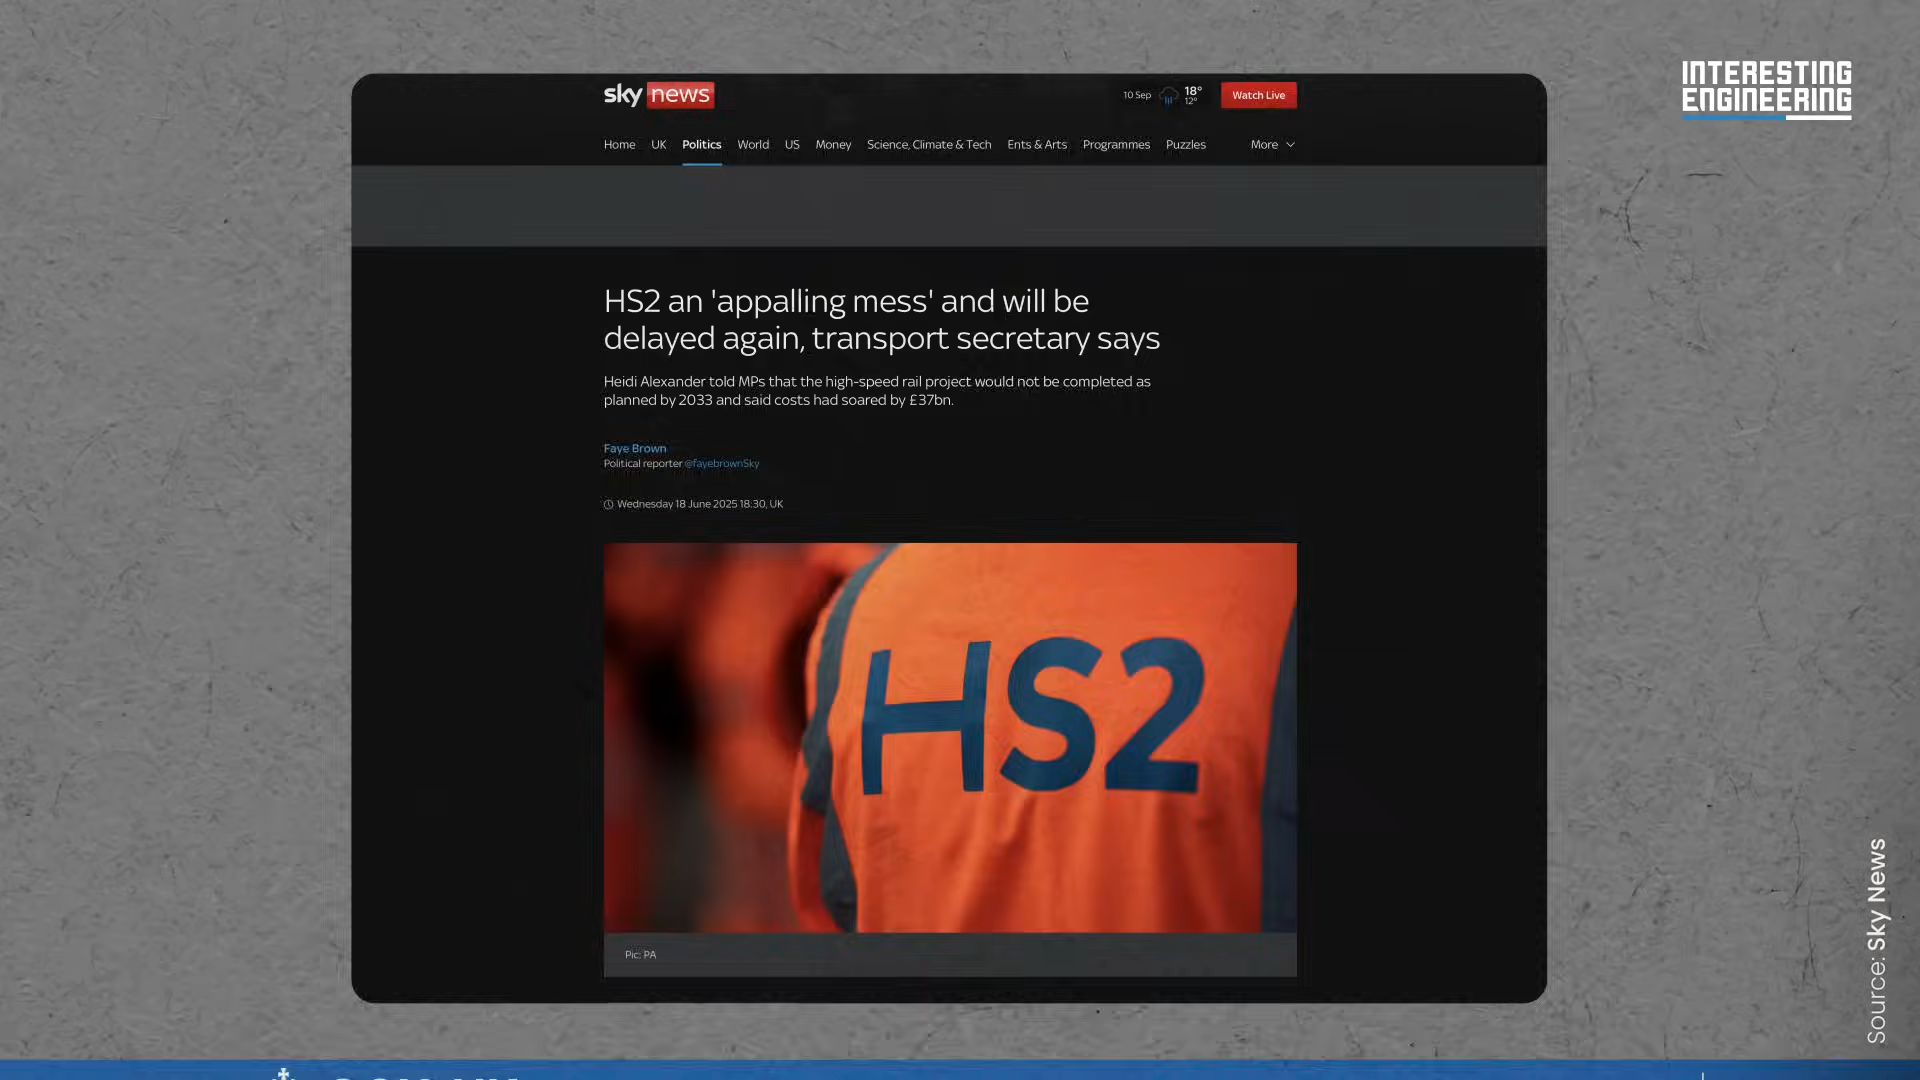 INTERESTING
ENGINEERING
sky news
10 Sep
18°
12°
Watch Live
Home UK Politics World US Money Science, Climate & Tech Ents & Arts Programmes Puzzles More
HS2 an 'appalling mess' and will be
delayed again, transport secretary says
Heidi Alexander told MPs that the high-speed rail project would not be completed as
planned by 2033 and said costs had soared by £37bn.
Faye Brown
Political reporter @fayebrownSky
Wednesday 18 June 2025 18:30, UK
HS2
Pic: PA
Source: Sky News